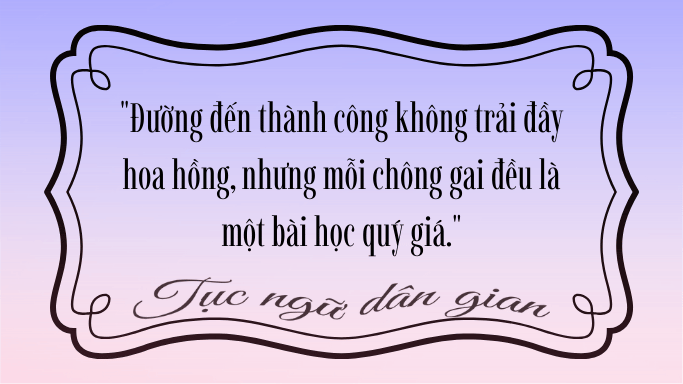 "Đường đến thành công không trải đầy
hoa hồng, nhưng mỗi chông gai đều là
một bài học quý giá."
Tục ngữ dân gian